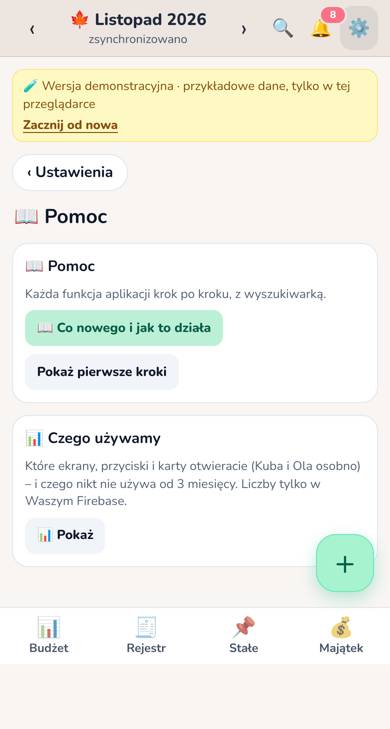 ‹
🍁 Listopad 2026
zsynchronizowano
›
8
🧪 Wersja demonstracyjna · przykładowe dane, tylko w tej
przeglądarce
Zacznij od nowa
‹ Ustawienia
📖 Pomoc
📖 Pomoc
Każda funkcja aplikacji krok po kroku, z wyszukiwarką.
📖 Co nowego i jak to działa
Pokaż pierwsze kroki
📊 Czego używamy
Które ekrany, przyciski i karty otwieracie (Kuba i Ola osobno)
– i czego nikt nie używa od 3 miesięcy. Liczby tylko w
Waszym Firebase.
📊 Pokaż
+
Budżet
Rejestr
Stałe
Majątek